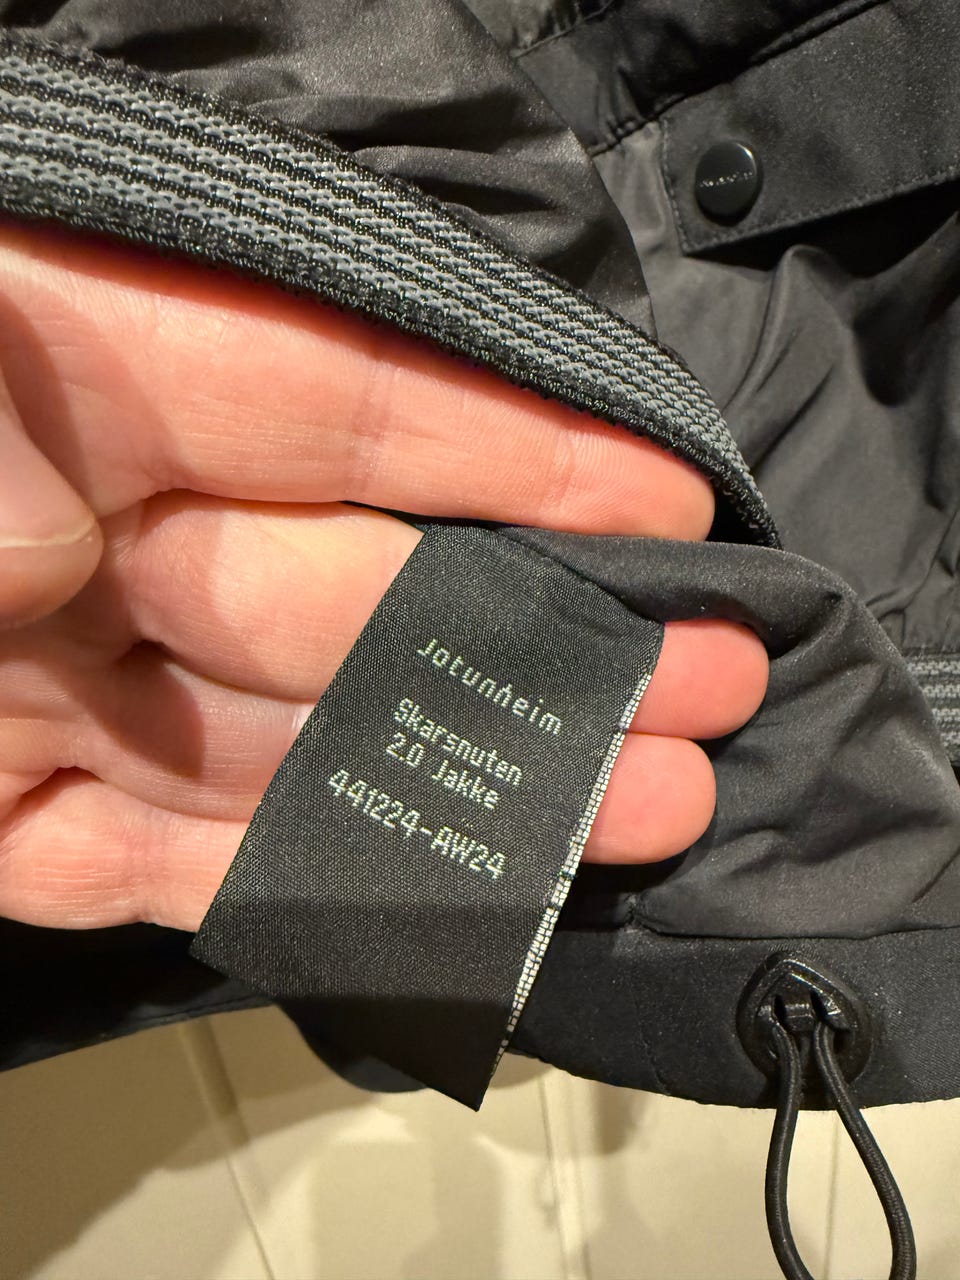 Jotunheim
Skarsnuten
2.0 Jakke
441224-AW24